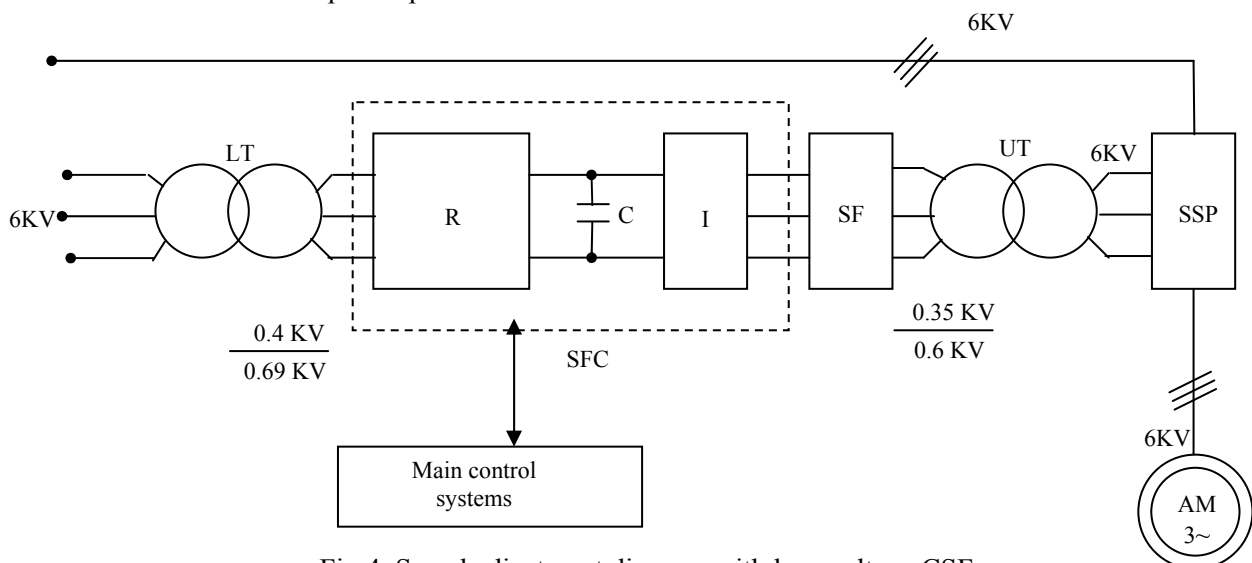 6KV
LT
UT
6KV
6KV
R
C
I
SF
SSP
0.4 KV
0.69 KV
SFC
0.35 KV
0.6 KV
Main control
systems
6KV
AM
3~